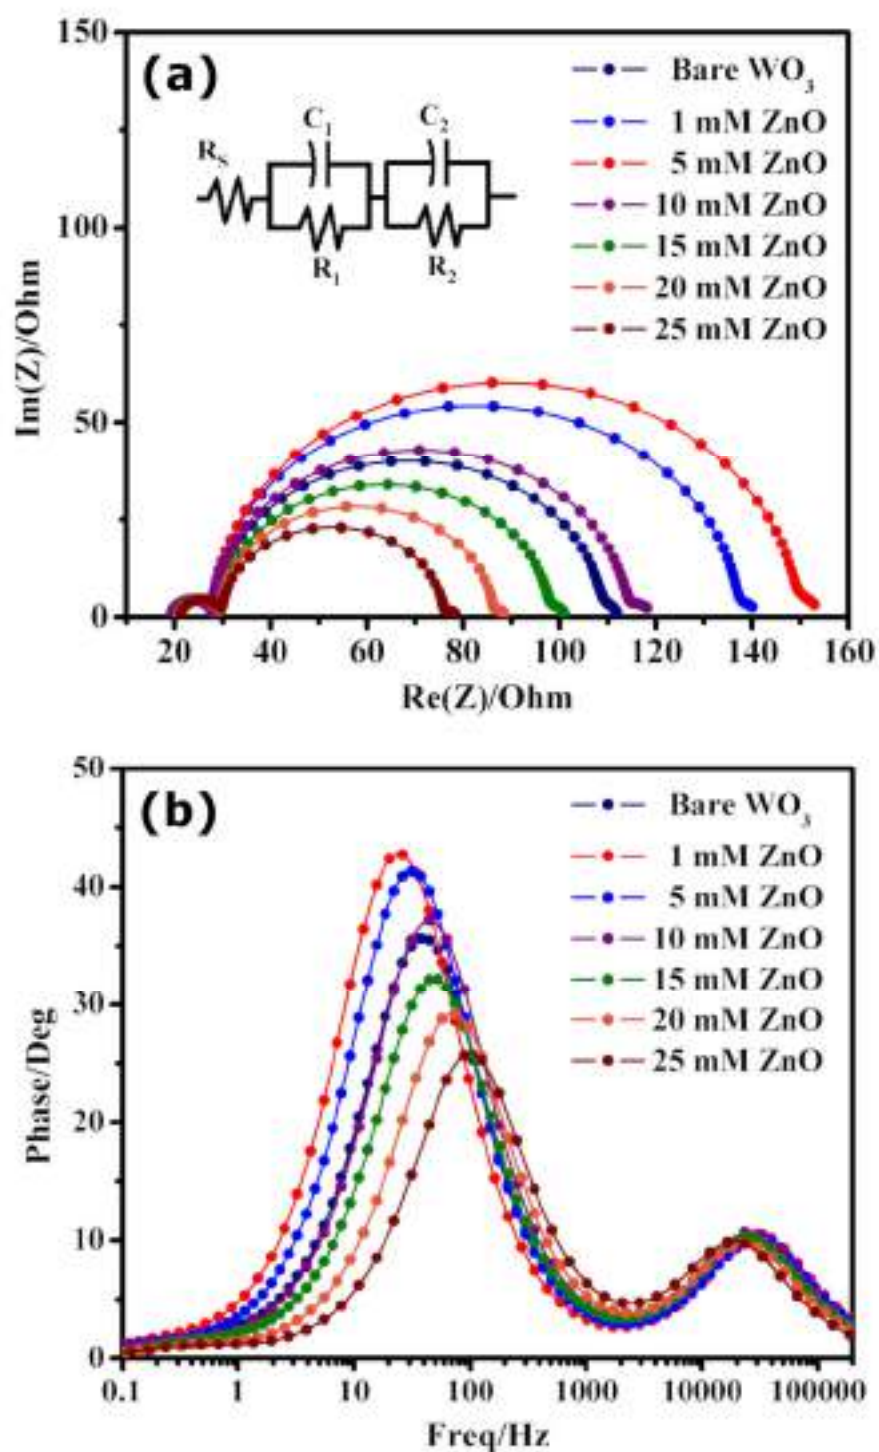 (a)
150
100
50
0
Im(Z)/Ohm
Bare WO₃
1 mM ZnO
5 mM ZnO
10 mM ZnO
15 mM ZnO
20 mM ZnO
25 mM ZnO
C₁
C₂
Rₛ
R₁
R₂
20 40 60 80 100 120 140 160
Re(Z)/Ohm
(b)
50
40
30
20
10
0
Phase/Deg
Bare WO₃
1 mM ZnO
5 mM ZnO
10 mM ZnO
15 mM ZnO
20 mM ZnO
25 mM ZnO
0.1 1 10 100 1000 10000 100000
Freq/Hz